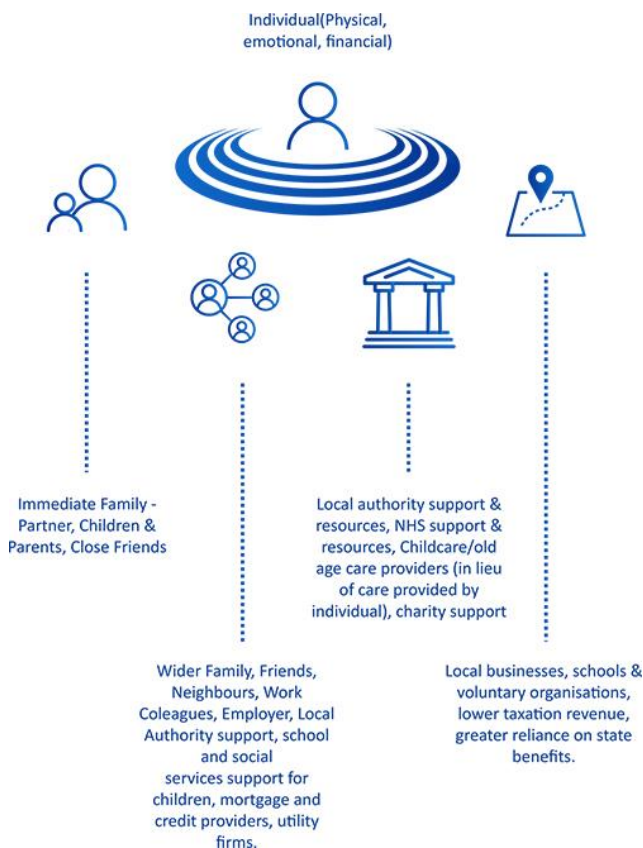 Individual(Physical,
emotional, financial)
Immediate Family -
Partner, Children &
Parents, Close Friends
Local authority support &
resources, NHS support &
resources, Childcare/old
age care providers (in lieu
of care provided by
individual), charity support
Wider Family, Friends,
Neighbours, Work
Coleagues, Employer, Local
Authority support, school
and social
services support for
children, mortgage and
credit providers, utility
firms.
Local businesses, schools &
voluntary organisations,
lower taxation revenue,
greater reliance on state
benefits.